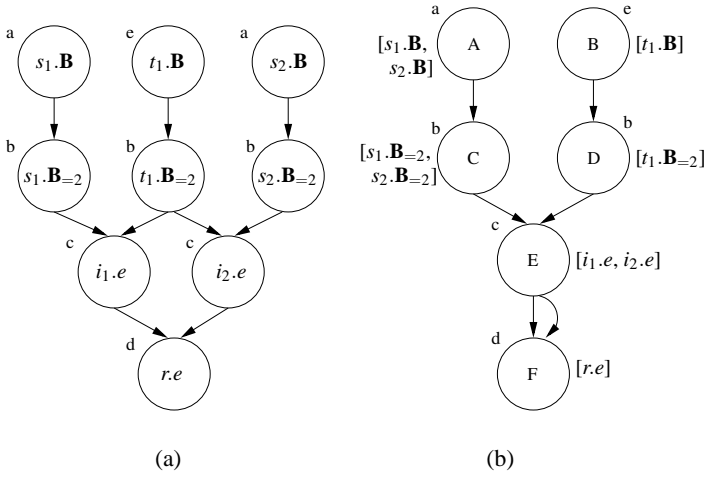 a e a a e
s₁.B t₁.B s₂.B [s₁.B, A B [t₁.B]
s₂.B]
b b b b b
s₁.B₌₂ t₁.B₌₂ s₂.B₌₂ [s₁.B₌₂, C D [t₁.B₌₂]
s₂.B₌₂]
c c c
i₁.e i₂.e E [i₁.e, i₂.e]
d d
r.e F [r.e]
(a) (b)